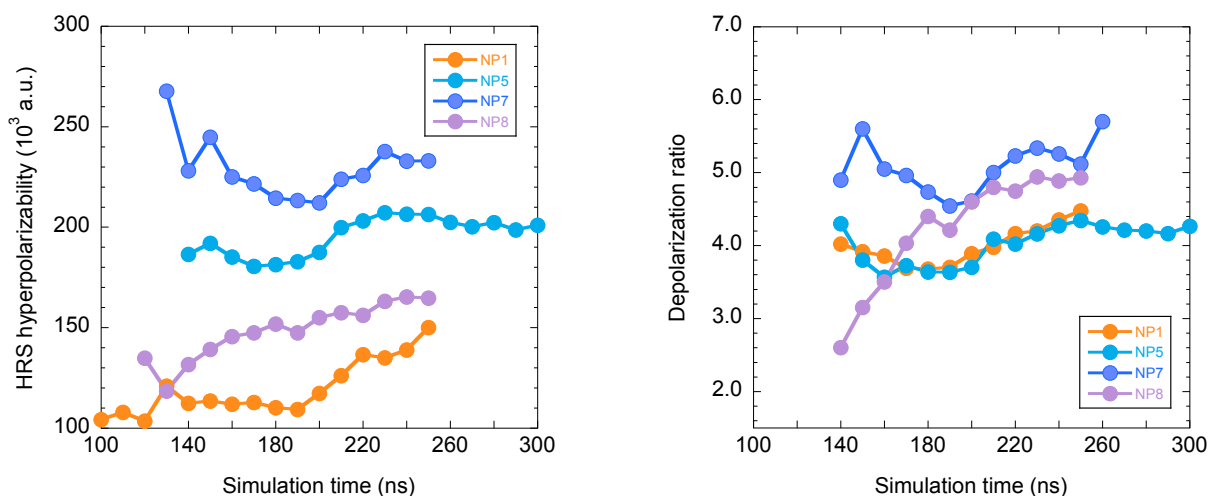 300
250
200
150
100
HRS hyperpolarizability (10³ a.u.)
NP1
NP5
NP7
NP8
100 140 180 220 260 300
Simulation time (ns)
7.0
6.0
5.0
4.0
3.0
2.0
Depolarization ratio
NP1
NP5
NP7
NP8
100 140 180 220 260 300
Simulation time (ns)